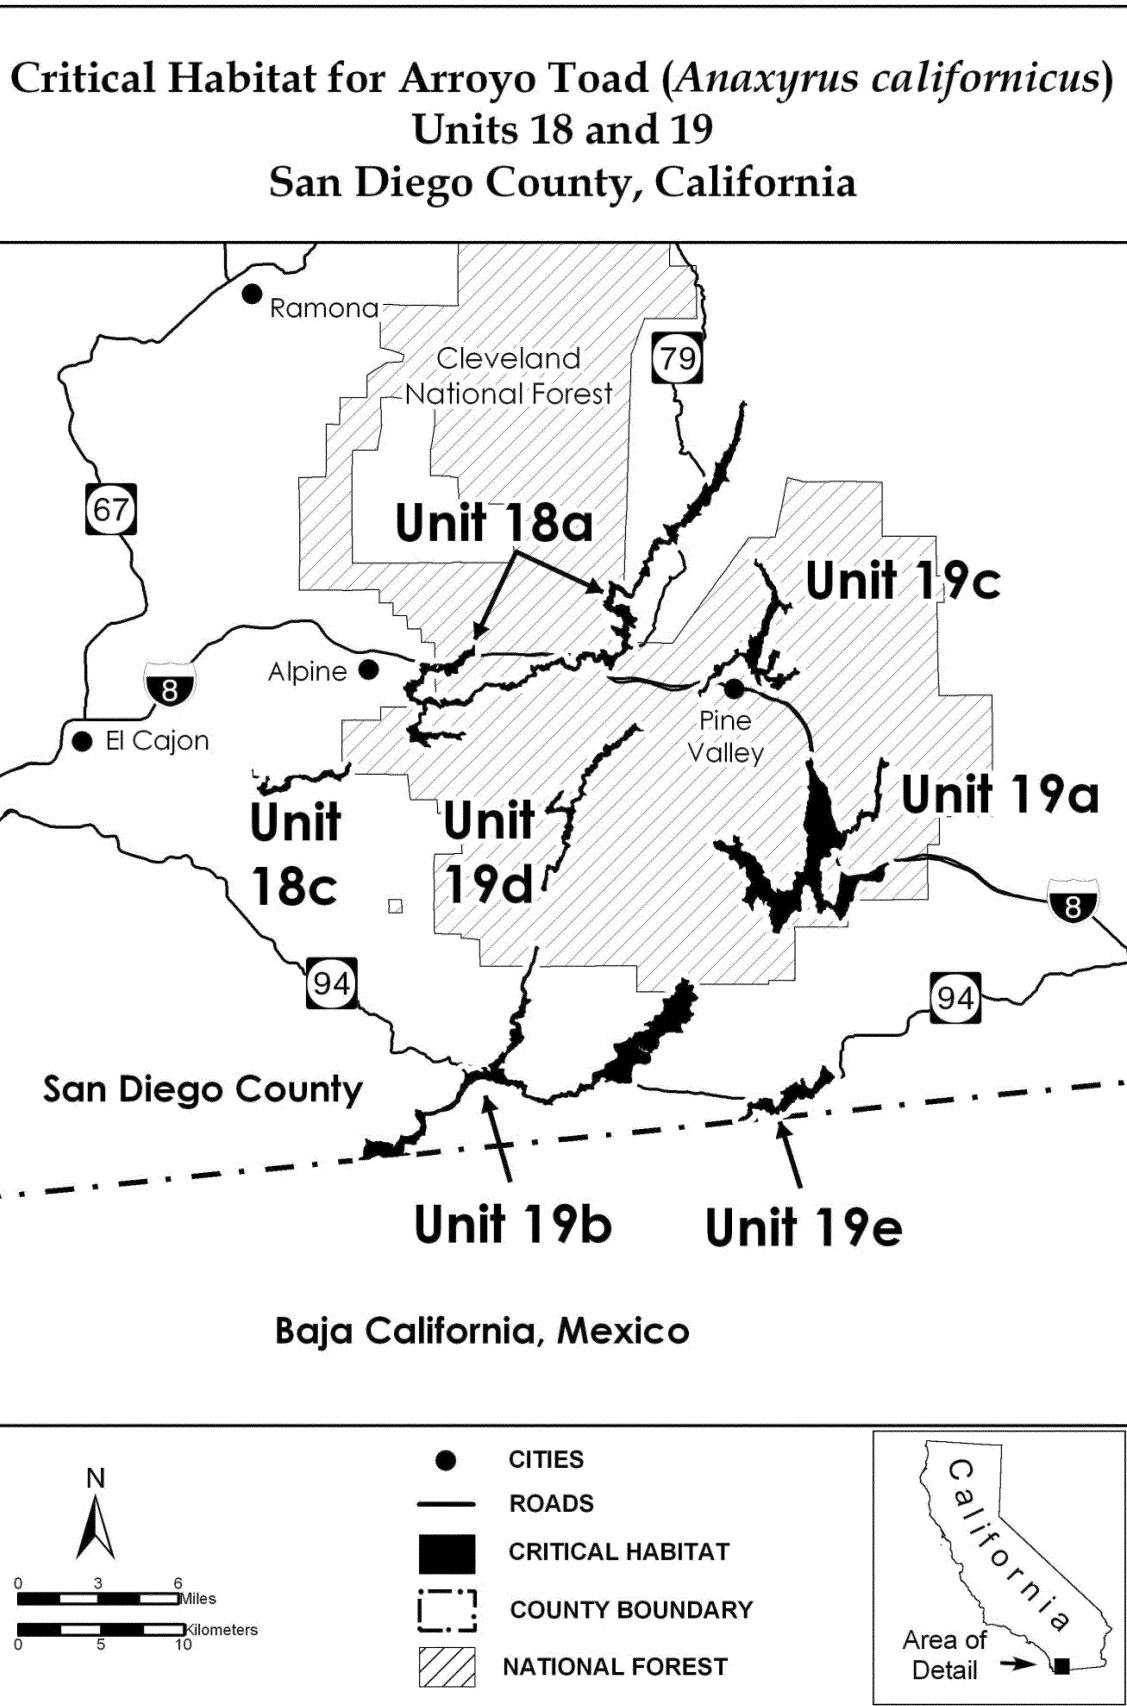 Critical Habitat for Arroyo Toad (Anaxyrus californicus)
Units 18 and 19
San Diego County, California
Ramona
Cleveland
National Forest
79
67
Unit 18a
Unit 19c
Alpine
8
El Cajon
Pine
Valley
Unit 19a
Unit
18c
Unit
19d
8
94
94
San Diego County
Unit 19b
Unit 19e
Baja California, Mexico
N
0 3 6
Miles
Kilometers
0 5 10
CITIES
ROADS
CRITICAL HABITAT
COUNTY BOUNDARY
NATIONAL FOREST
California
Area of
Detail